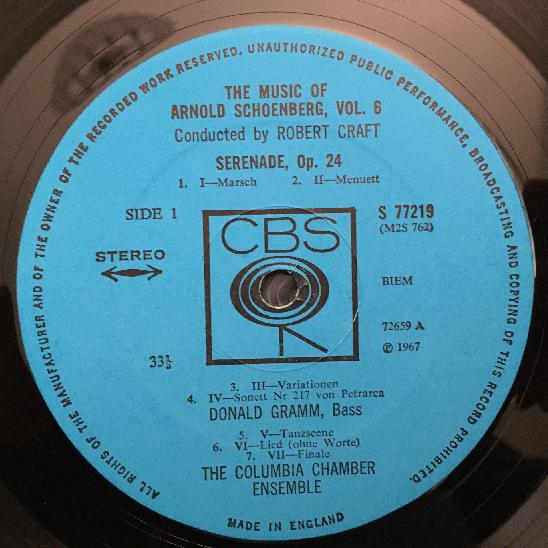 ALL RIGHTS OF THE MANUFACTURER AND OF THE OWNER OF THE RECORDED WORK RESERVED. UNAUTHORIZED PUBLIC PERFORMANCE, BROADCASTING AND COPYING OF THIS RECORD PROHIBITED.
THE MUSIC OF
ARNOLD SCHOENBERG, VOL. 6
Conducted by ROBERT CRAFT
SERENADE, Op. 24
1. I—Marsch 2. II—Menuett
SIDE 1
S 77219
(M2S 762)
CBS
STEREO
BIEM
72659 A
℗ 1967
33⅓
3. III—Variationen
4. IV—Sonett Nr 217 von Petrarca
DONALD GRAMM, Bass
5. V—Tanzscene
6. VI—Lied (ohne Worte)
7. VII—Finale
THE COLUMBIA CHAMBER
ENSEMBLE
MADE IN ENGLAND